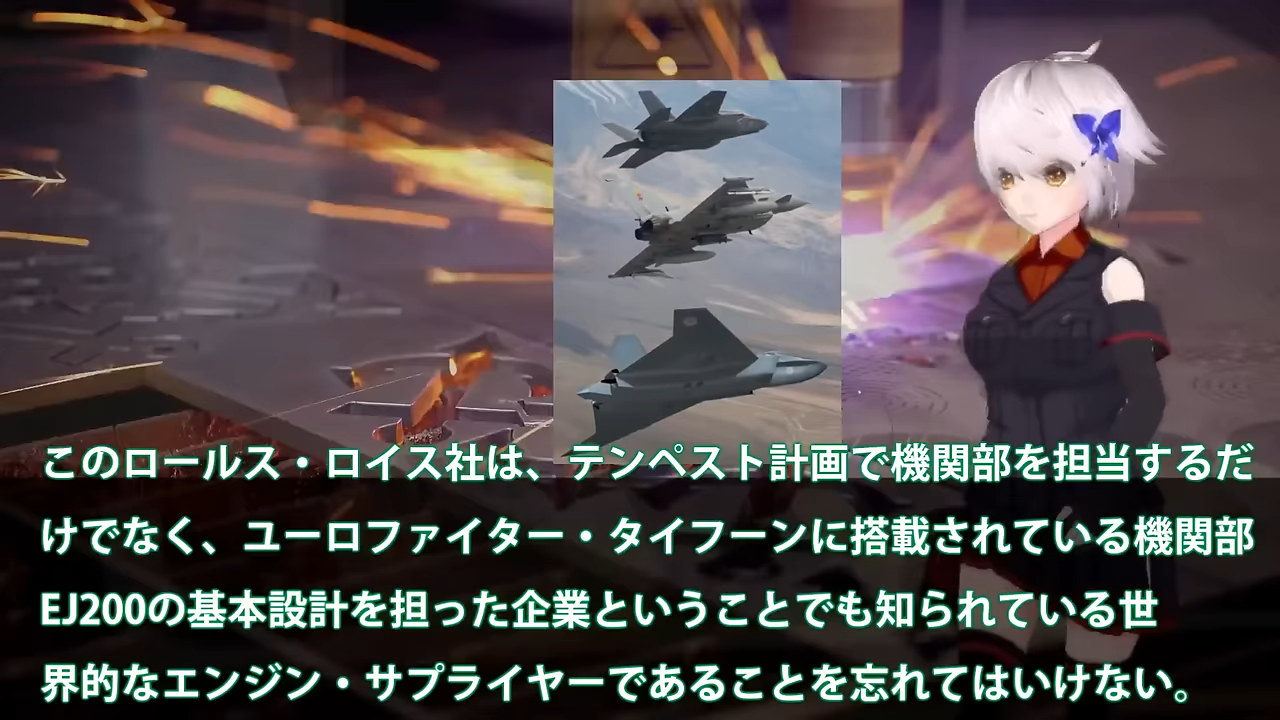 このロールス・ロイス社は、テンペスト計画で機関部を担当するだ
けでなく、ユーロファイター・タイフーンに搭載されている機関部
EJ200の基本設計を担った企業ということでも知られている世
界的なエンジン・サプライヤーであることを忘れてはいけない。